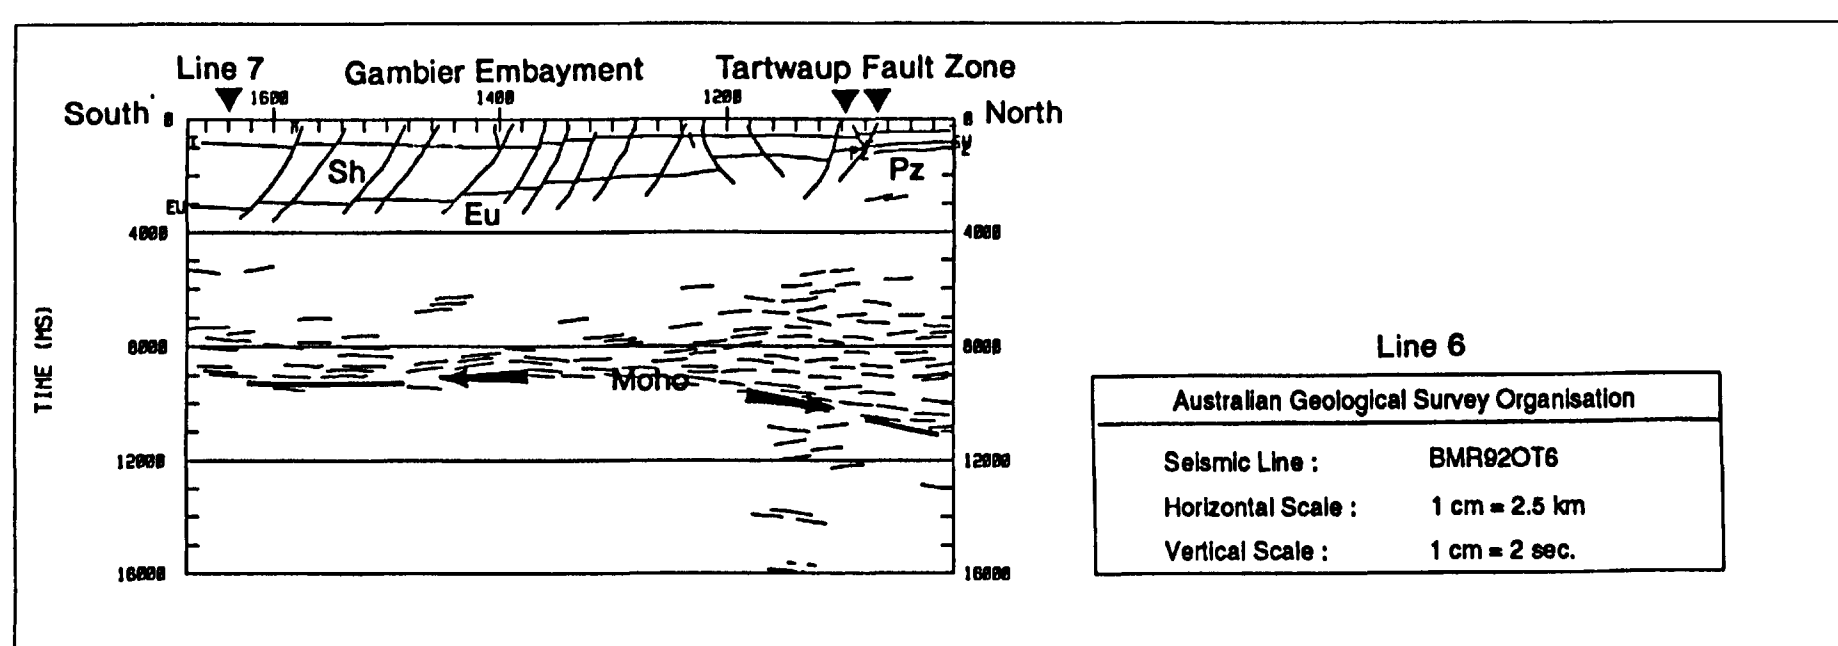 Line 7
Gambier Embayment
Tartwaup Fault Zone
1600
1400
1200
South
0
0
North
Sh
Pz
EU
Eu
4000
4000
TIME (MS)
8000
8000
Moho
12000
12000
16000
16000
Line 6
Australian Geological Survey Organisation
Seismic Line : BMR92OT6
Horizontal Scale : 1 cm = 2.5 km
Vertical Scale : 1 cm = 2 sec.